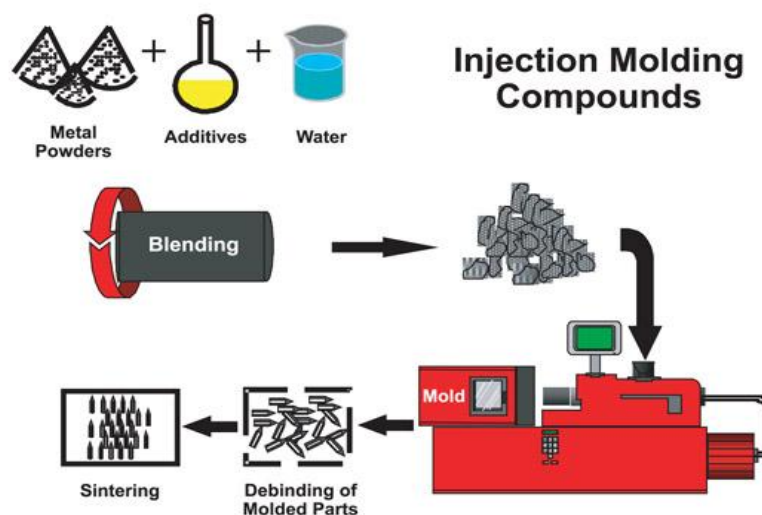 Injection Molding
Compounds
Metal
Powders
Additives
Water
Blending
Mold
Sintering
Debinding of
Molded Parts